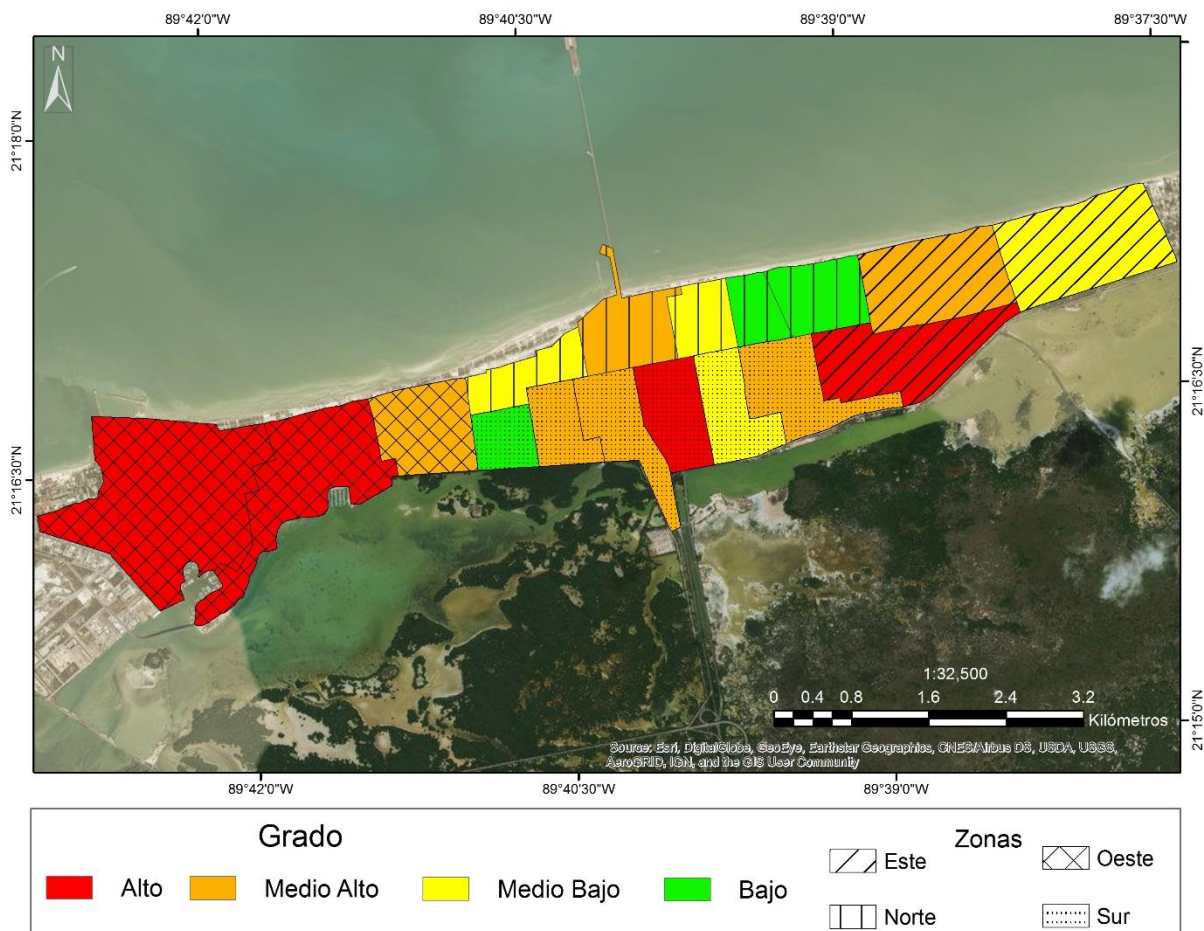 89°42'0"W 89°40'30"W 89°39'0"W 89°37'30"W
N
21°18'0"N
21°16'30"N
21°16'30"N
21°15'0"N
1:32,500
0 0.4 0.8 1.6 2.4 3.2
Kilómetros
Source: Esri, DigitalGlobe, GeoEye, Earthstar Geographics, CNES/Airbus DS, USDA, USGS,
AeroGRID, IGN, and the GIS User Community
89°42'0"W 89°40'30"W 89°39'0"W
Grado
Alto Medio Alto Medio Bajo Bajo
Zonas
Este Oeste
Norte Sur